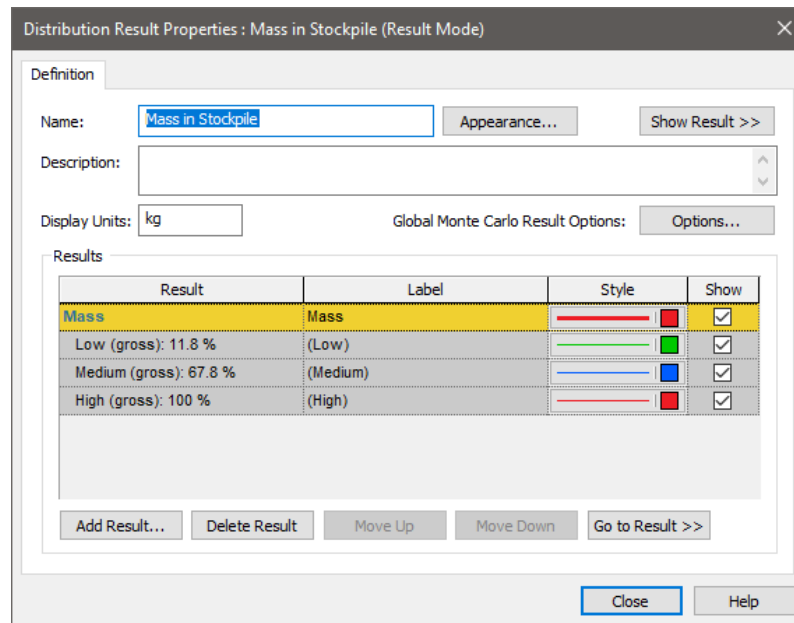 Distribution Result Properties : Mass in Stockpile (Result Mode)
Definition
Name: Mass in Stockpile Appearance... Show Result >>
Description:
Display Units: kg Global Monte Carlo Result Options: Options...
Results
Result Label Style Show
Mass Mass
Low (gross): 11.8 % (Low)
Medium (gross): 67.8 % (Medium)
High (gross): 100 % (High)
Add Result... Delete Result Move Up Move Down Go to Result >>
Close Help